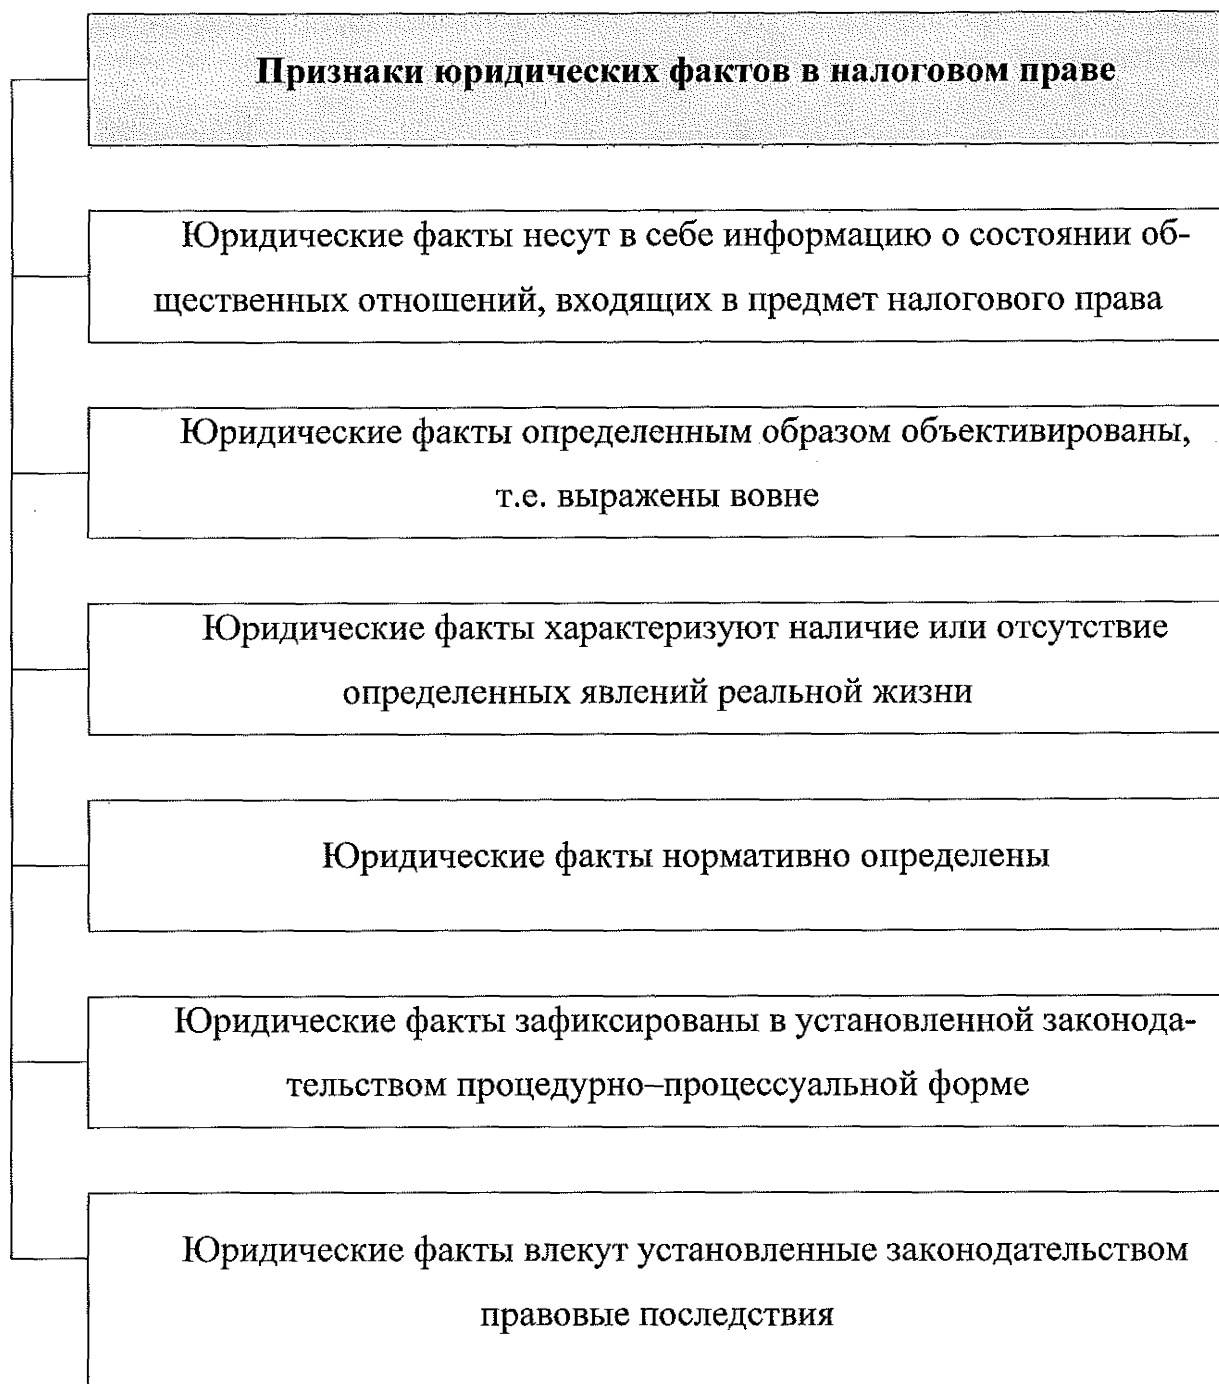 Признаки юридических фактов в налоговом праве
Юридические факты несут в себе информацию о состоянии об-
щественных отношений, входящих в предмет налогового права
Юридические факты определенным образом объективированы,
т.е. выражены вовне
Юридические факты характеризуют наличие или отсутствие
определенных явлений реальной жизни
Юридические факты нормативно определены
Юридические факты зафиксированы в установленной законода-
тельством процедурно–процессуальной форме
Юридические факты влекут установленные законодательством
правовые последствия